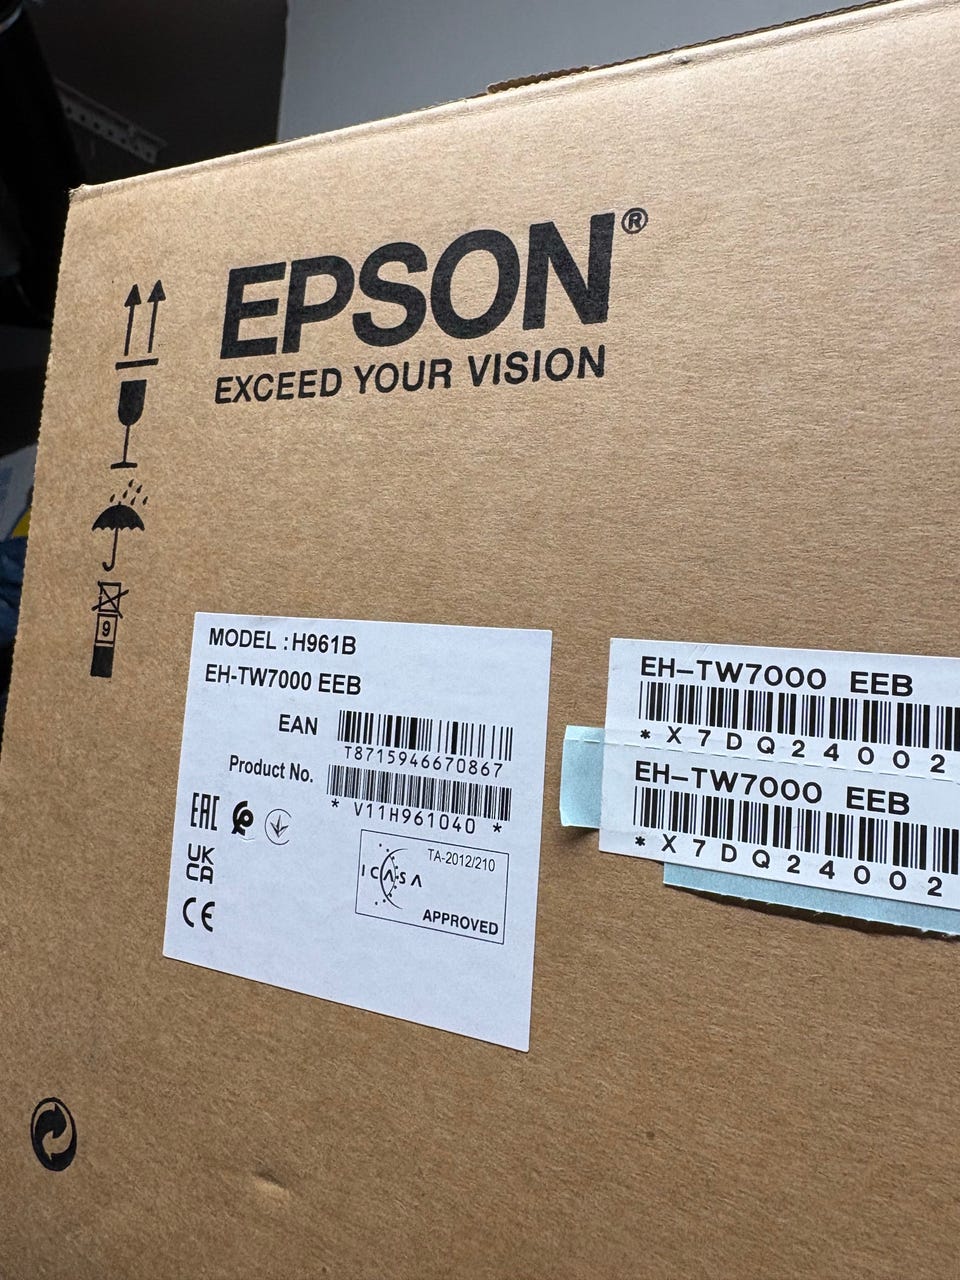 EPSON®
EXCEED YOUR VISION
9
MODEL : H961B
EH-TW7000 EEB
EAN
T8715946670867
Product No.
* V11H961040 *
EAC
UK
CA
CE
TA-2012/210
ICASA
APPROVED
EH-TW7000 EEB
* X7DQ24002
EH-TW7000 EEB
* X7DQ24002